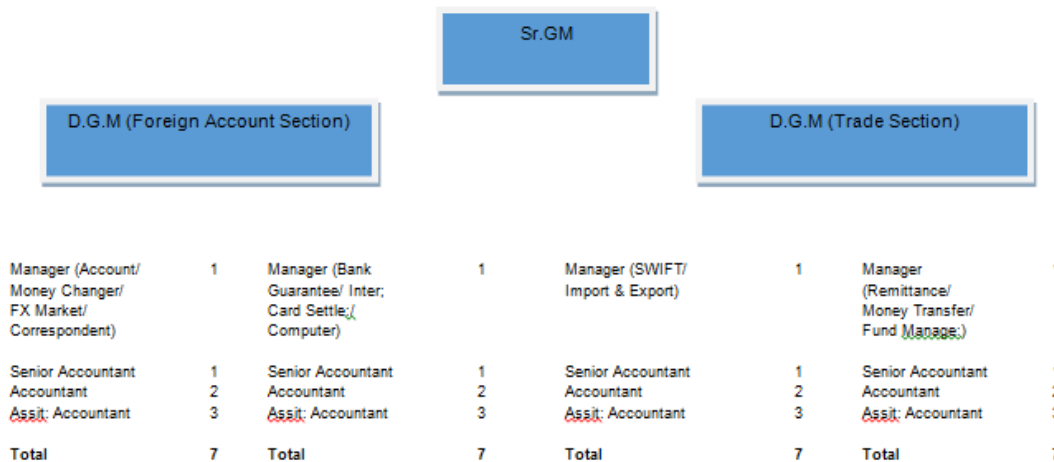 Sr.GM
D.G.M (Foreign Account Section)
D.G.M (Trade Section)
Manager (Account/
Money Changer/
FX Market/
Correspondent)
1
Manager (Bank
Guarantee/ Inter;
Card Settle;/
Computer)
1
Manager (SWIFT/
Import & Export)
1
Manager
(Remittance/
Money Transfer/
Fund Manage;)
Senior Accountant 1 Senior Accountant 1 Senior Accountant 1 Senior Accountant
Accountant 2 Accountant 2 Accountant 2 Accountant
Assit: Accountant 3 Assit: Accountant 3 Assit: Accountant 3 Assit: Accountant
Total 7 Total 7 Total 7 Total